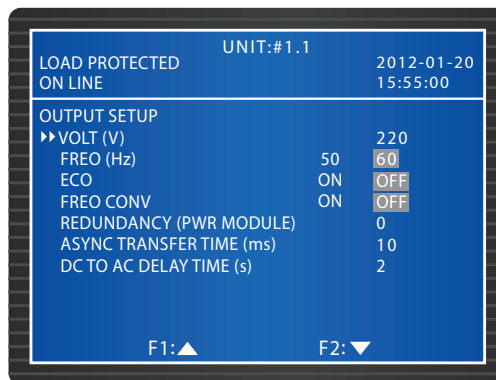 UNIT:#1.1
LOAD PROTECTED 2012-01-20
ON LINE 15:55:00
OUTPUT SETUP
VOLT (V) 220
FREO (Hz) 50 60
ECO ON OFF
FREO CONV ON OFF
REDUNDANCY (PWR MODULE) 0
ASYNC TRANSFER TIME (ms) 10
DC TO AC DELAY TIME (s) 2
F1:▲ F2:▼